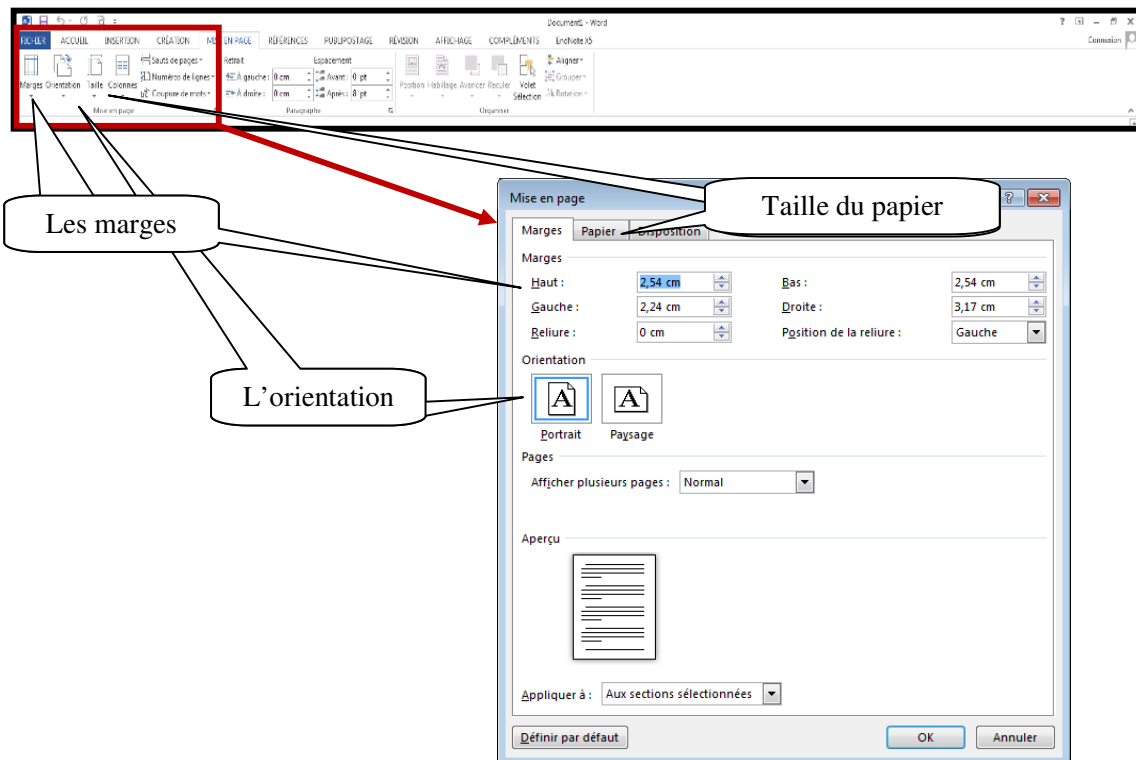 Document1 - Word
FICHIER ACCUEIL INSERTION CRÉATION MISE EN PAGE RÉFÉRENCES PUBLIPOSTAGE RÉVISION AFFICHAGE COMPLÉMENTS EndNote X5 Connexion
Sauts de pages Retrait Espacement Aligner
Numéros de lignes À gauche : 0 cm Avant : 0 pt Grouper
Marges Orientation Taille Colonnes Position Habillage Avancer Reculer Volet
Coupure de mots À droite : 0 cm Après : 8 pt Sélection Rotation
Mise en page Paragraphe Organiser
Les marges
Taille du papier
L’orientation
Mise en page
Marges Papier Disposition
Marges
Haut : 2,54 cm Bas : 2,54 cm
Gauche : 2,24 cm Droite : 3,17 cm
Reliure : 0 cm Position de la reliure : Gauche
Orientation
A A
Portrait Paysage
Pages
Afficher plusieurs pages : Normal
Aperçu
Appliquer à : Aux sections sélectionnées
Définir par défaut OK Annuler